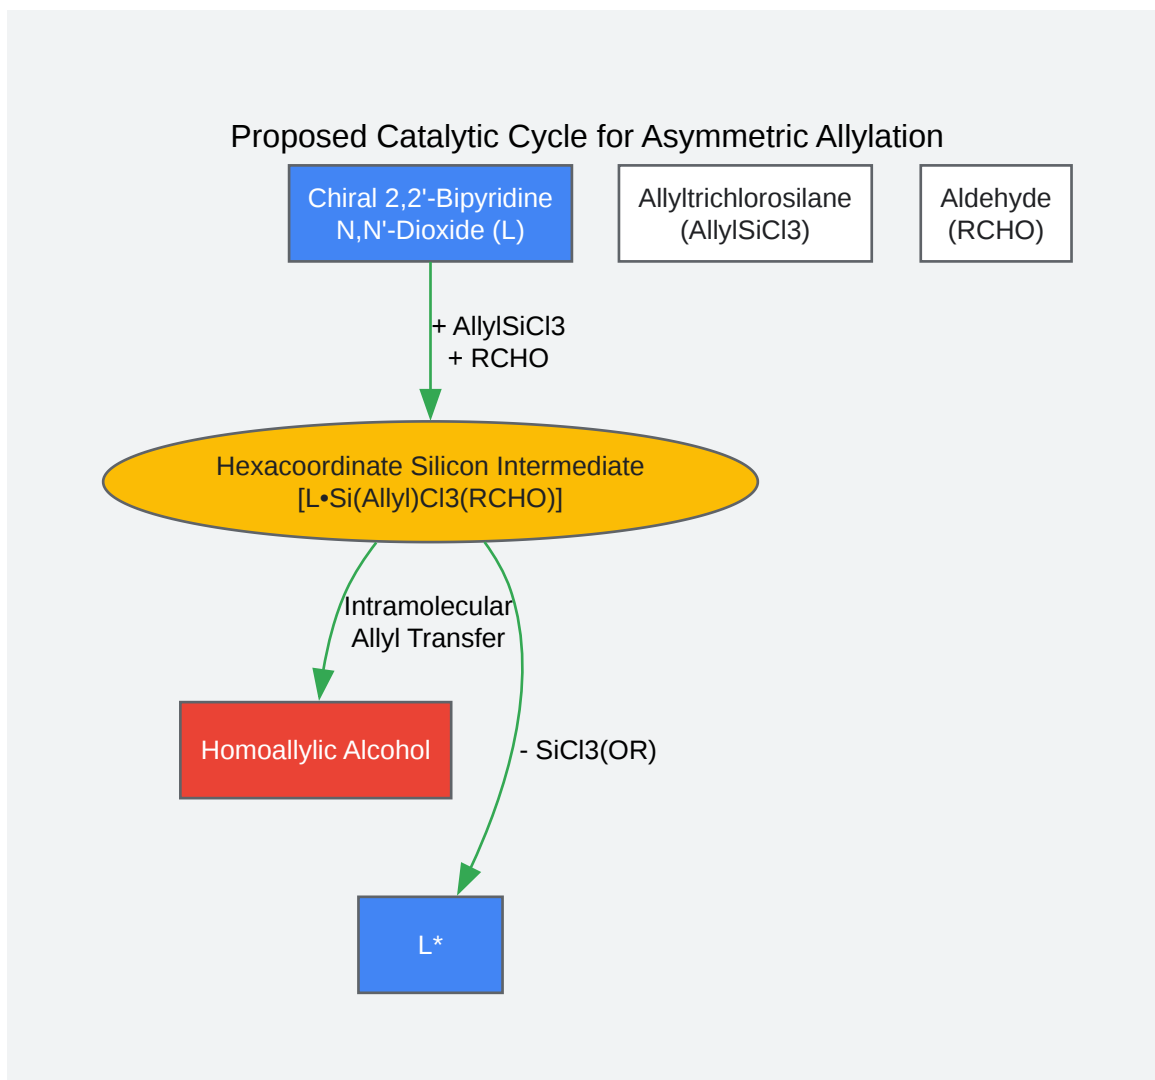 Proposed Catalytic Cycle for Asymmetric Allylation
Chiral 2,2'-Bipyridine
N,N'-Dioxide (L)
Allyltrichlorosilane
(AllylSiCl3)
Aldehyde
(RCHO)
+ AllylSiCl3
+ RCHO
Hexacoordinate Silicon Intermediate
[L•Si(Allyl)Cl3(RCHO)]
Intramolecular
Allyl Transfer
Homoallylic Alcohol
- SiCl3(OR)
L*